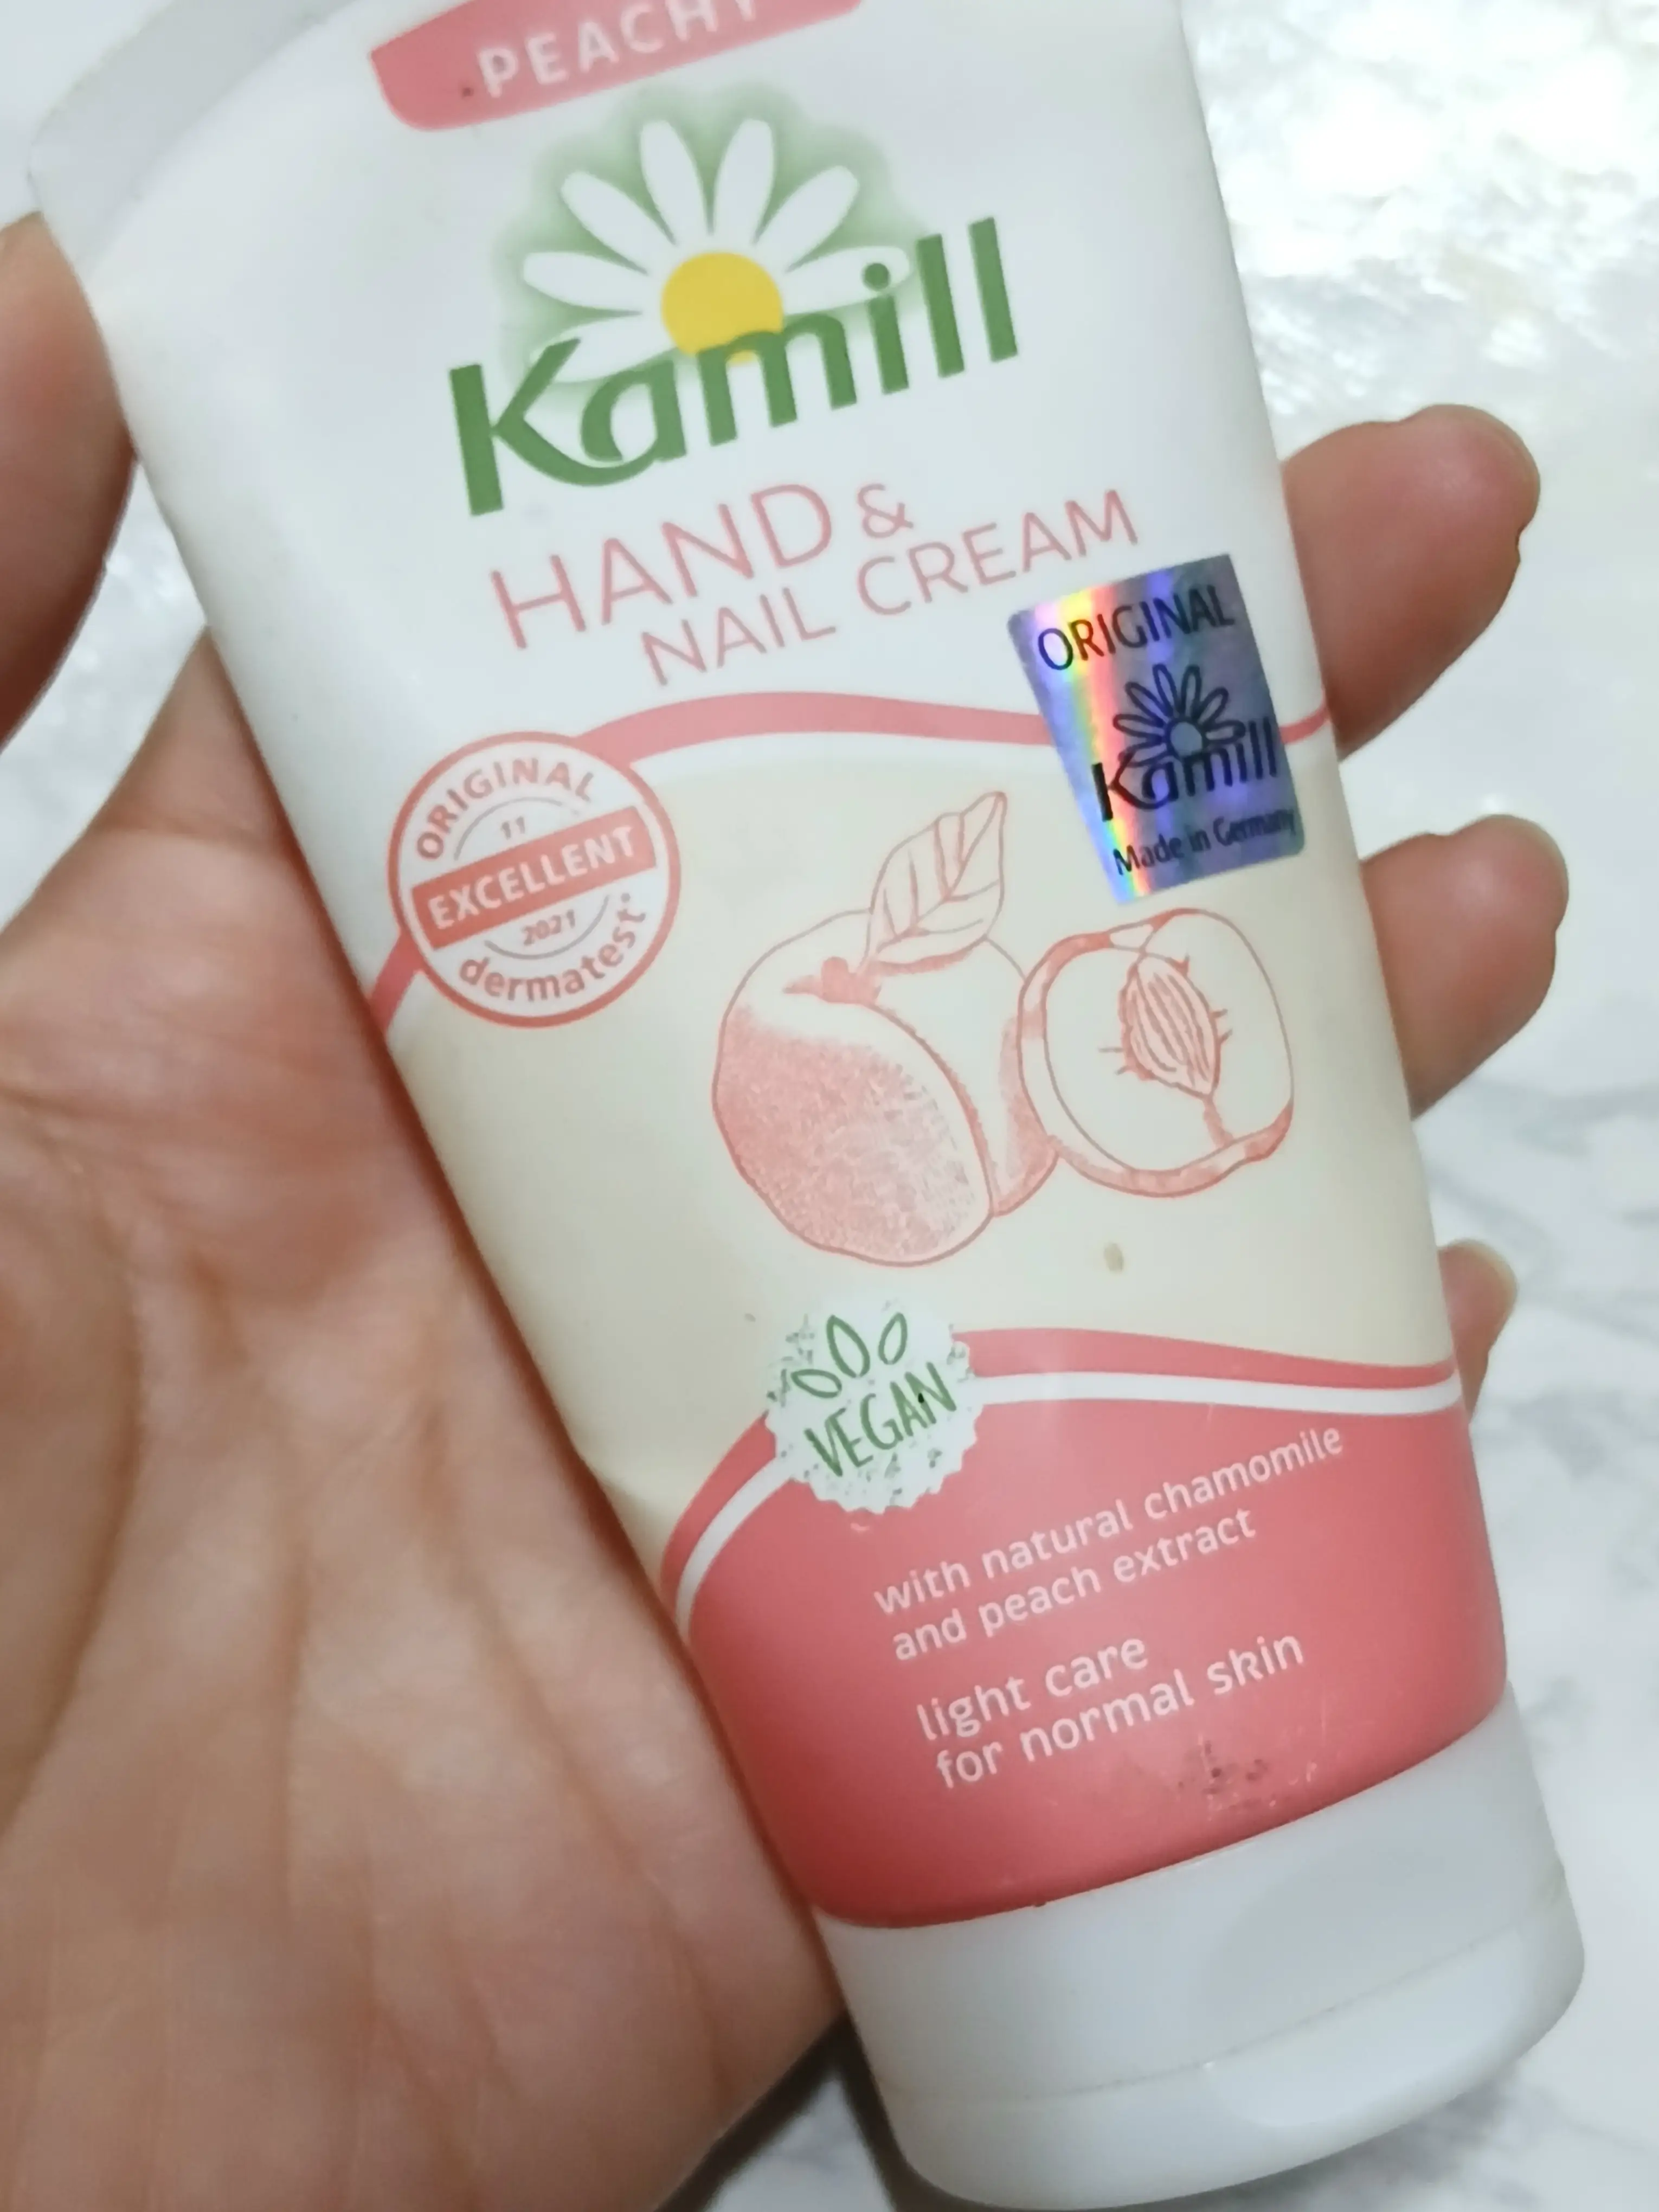 PEACHY
Kamill
HAND &
NAIL CREAM
ORIGINAL
Kamill
Made in Germany
ORIGINAL
11
EXCELLENT
2021
dermatest
VEGAN
with natural chamomile
and peach extract
light care
for normal skin